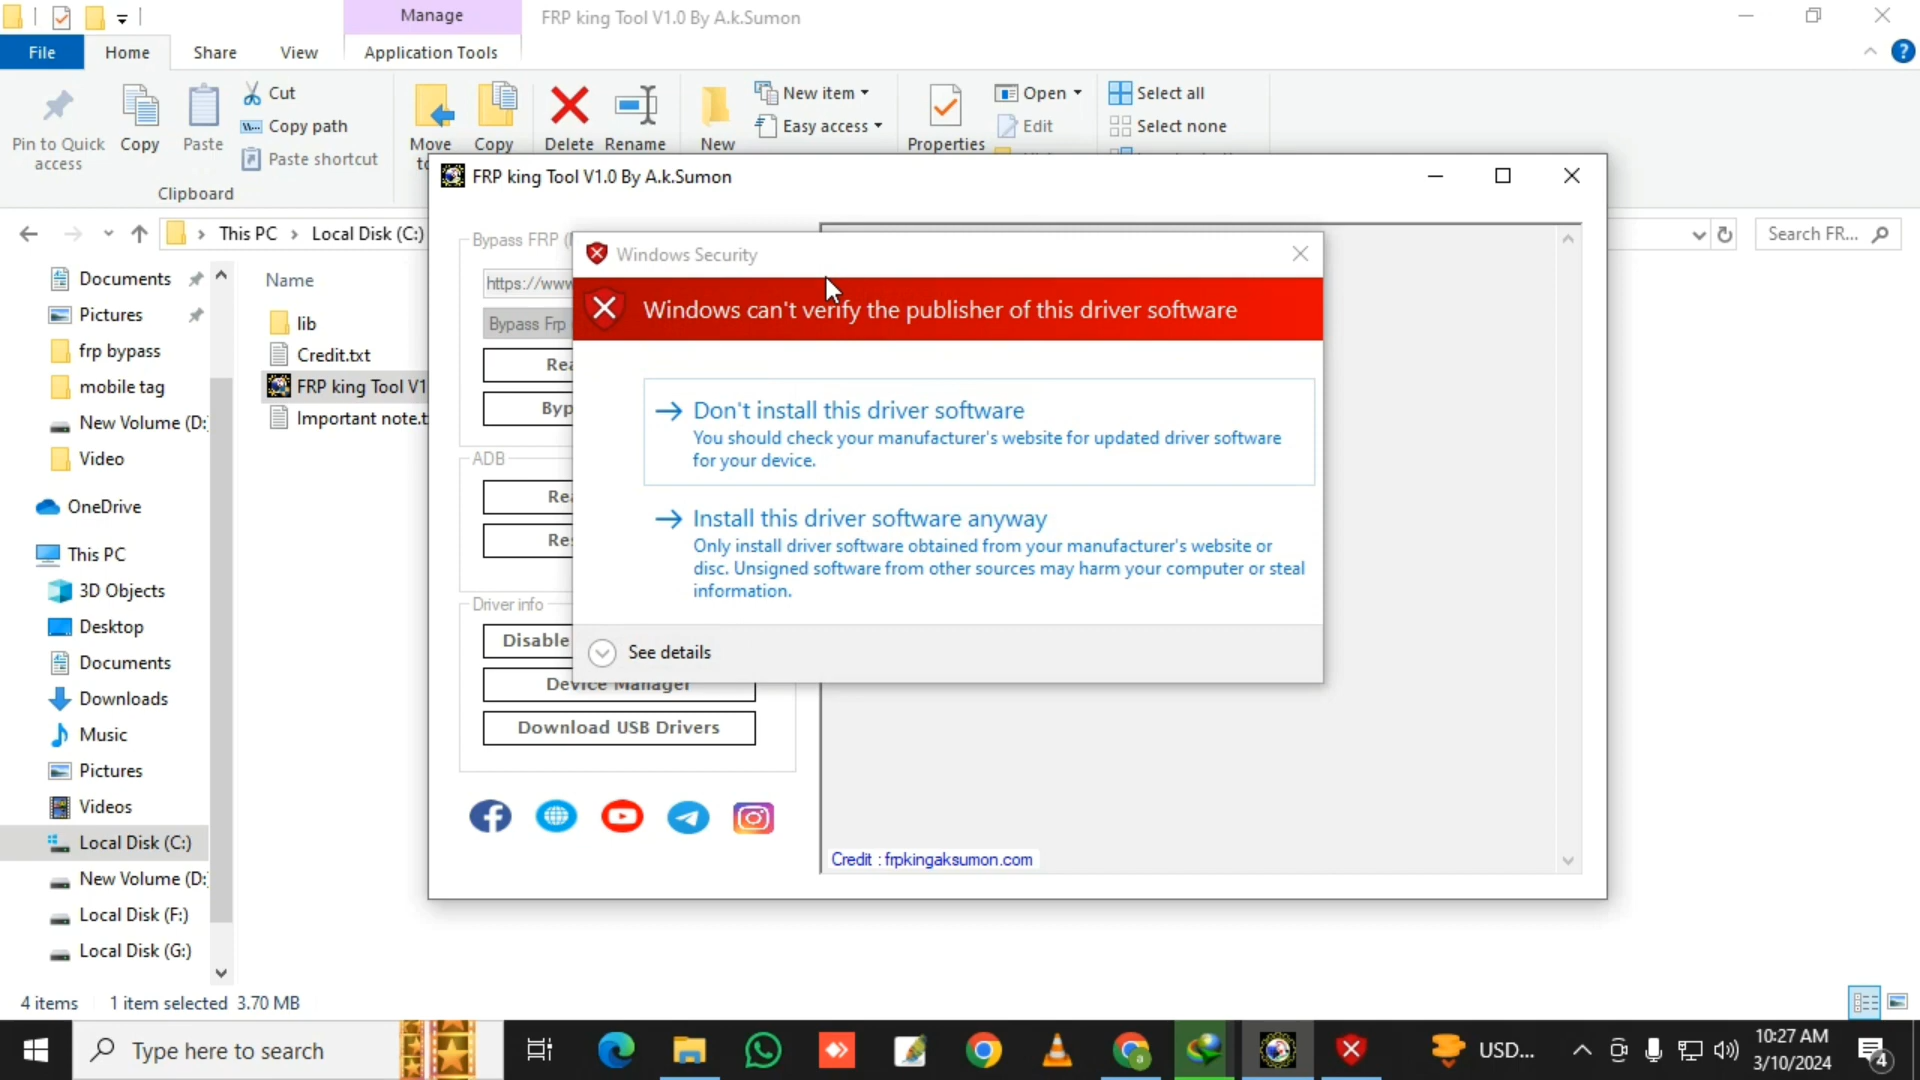 Manage
FRP king Tool V1.0 By A.k.Sumon
File
Home
Share
View
Application Tools
Pin to Quick access
Copy
Paste
Cut
Copy path
Paste shortcut
Clipboard
Move
Copy
Delete
Rename
New
New item
Easy access
Properties
Open
Edit
Select all
Select none
FRP king Tool V1.0 By A.k.Sumon
This PC
Local Disk (C:)
Search FR...
Documents
Pictures
frp bypass
mobile tag
New Volume (D:
Video
OneDrive
This PC
3D Objects
Desktop
Documents
Downloads
Music
Pictures
Videos
Local Disk (C:)
New Volume (D:
Local Disk (F:)
Local Disk (G:)
Name
lib
Credit.txt
FRP king Tool V1
Important note.t
Bypass FRP (
https://www
Bypass Frp
Rea
Byp
ADB
Rea
Res
Driver info
Disable
Device Manager
Download USB Drivers
Windows Security
Windows can't verify the publisher of this driver software
Don't install this driver software
You should check your manufacturer's website for updated driver software
for your device.
Install this driver software anyway
Only install driver software obtained from your manufacturer's website or
disc. Unsigned software from other sources may harm your computer or steal
information.
See details
Credit : frpkingaksumon.com
4 items
1 item selected 3.70 MB
Type here to search
USD...
10:27 AM
3/10/2024
4